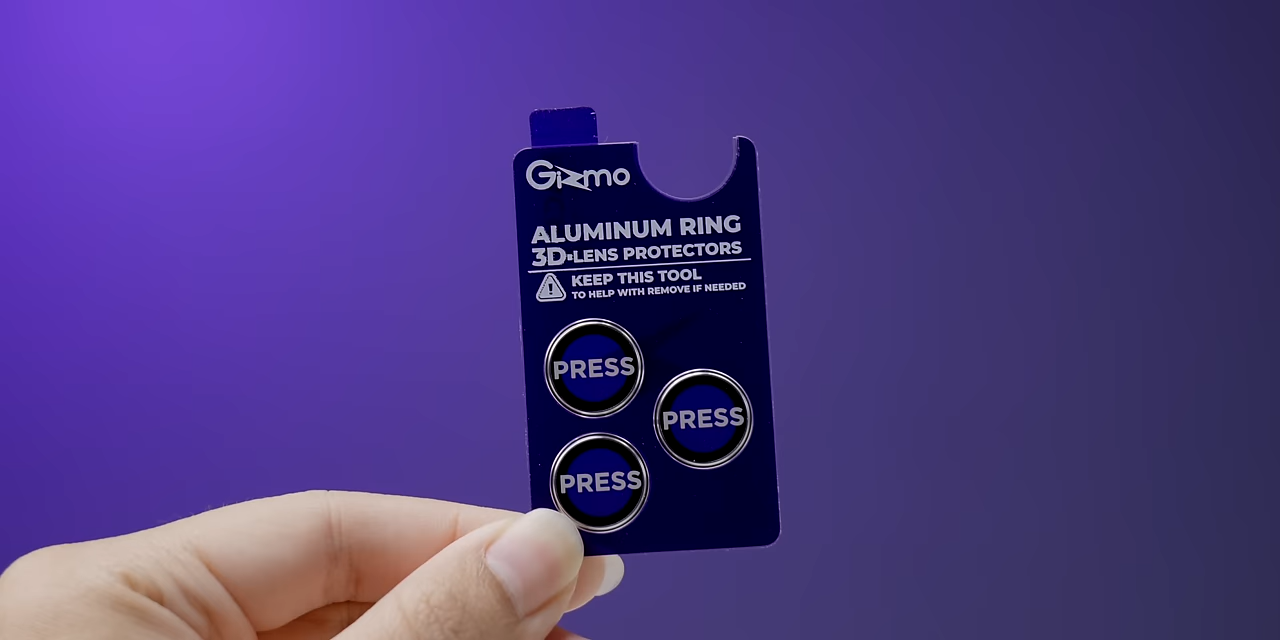 Gizmo
ALUMINUM RING
3D•LENS PROTECTORS
KEEP THIS TOOL
TO HELP WITH REMOVE IF NEEDED
PRESS
PRESS
PRESS